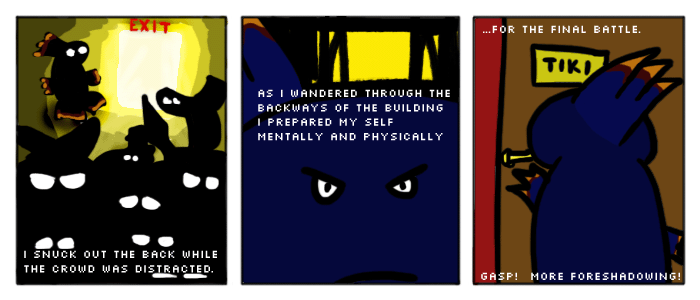 EXIT
I SNUCK OUT THE BACK WHILE
THE CROWD WAS DISTRACTED.
AS I WANDERED THROUGH THE
BACKWAYS OF THE BUILDING
I PREPARED MY SELF
MENTALLY AND PHYSICALLY
...FOR THE FINAL BATTLE.
TIKI
GASP! MORE FORESHADOWING!